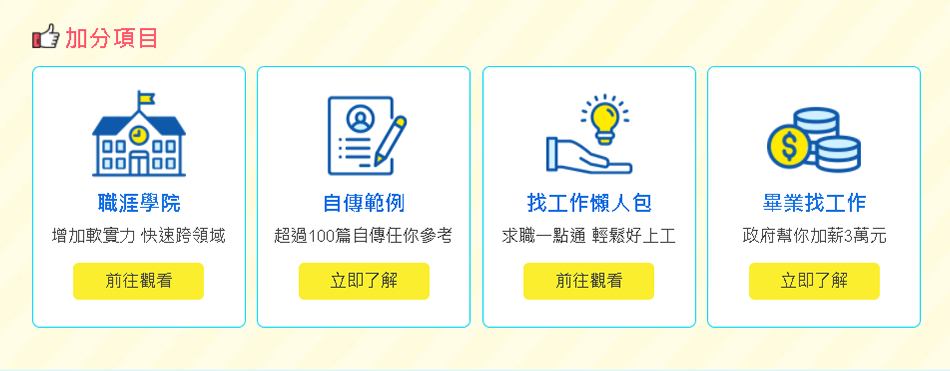 加分項目
職涯學院
增加軟實力 快速跨領域
前往觀看
自傳範例
超過100篇自傳任你參考
立即了解
找工作懶人包
求職一點通 輕鬆好上工
前往觀看
畢業找工作
政府幫你加薪3萬元
立即了解